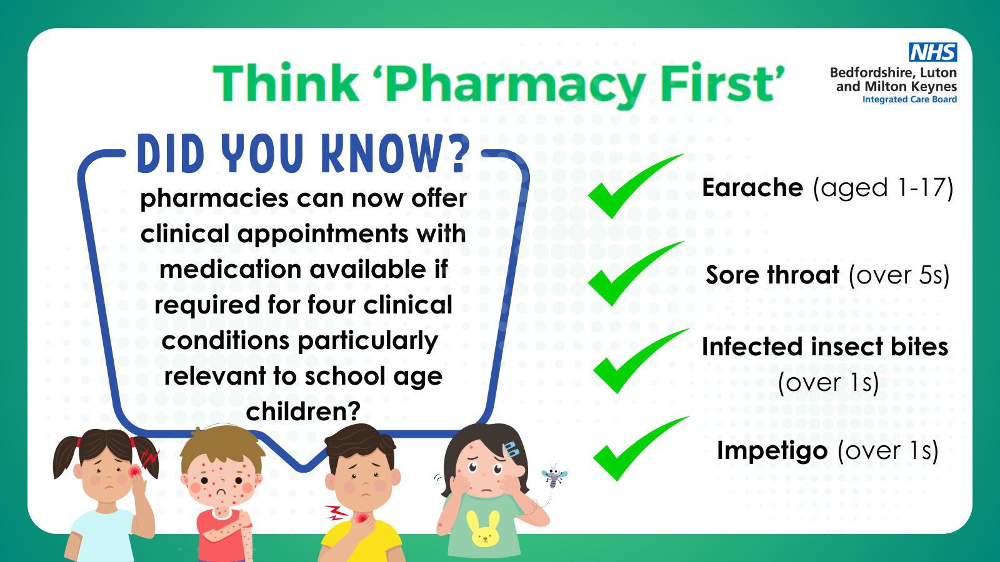 Think ‘Pharmacy First’
NHS
Bedfordshire, Luton
and Milton Keynes
Integrated Care Board
DID YOU KNOW?
pharmacies can now offer
clinical appointments with
medication available if
required for four clinical
conditions particularly
relevant to school age
children?
Earache (aged 1-17)
Sore throat (over 5s)
Infected insect bites
(over 1s)
Impetigo (over 1s)